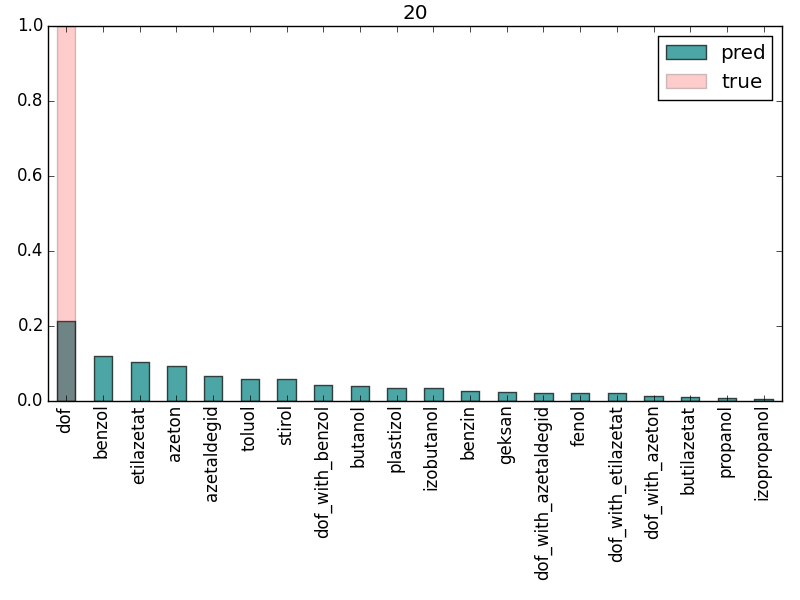 20
1.0
0.8
0.6
0.4
0.2
0.0
pred
true
dof
benzol
etilazetat
azeton
azetaldegid
toluol
stirol
dof_with_benzol
butanol
plastizol
izobutanol
benzin
geksan
dof_with_azetaldegid
fenol
dof_with_etilazetat
dof_with_azeton
butilazetat
propanol
izopropanol